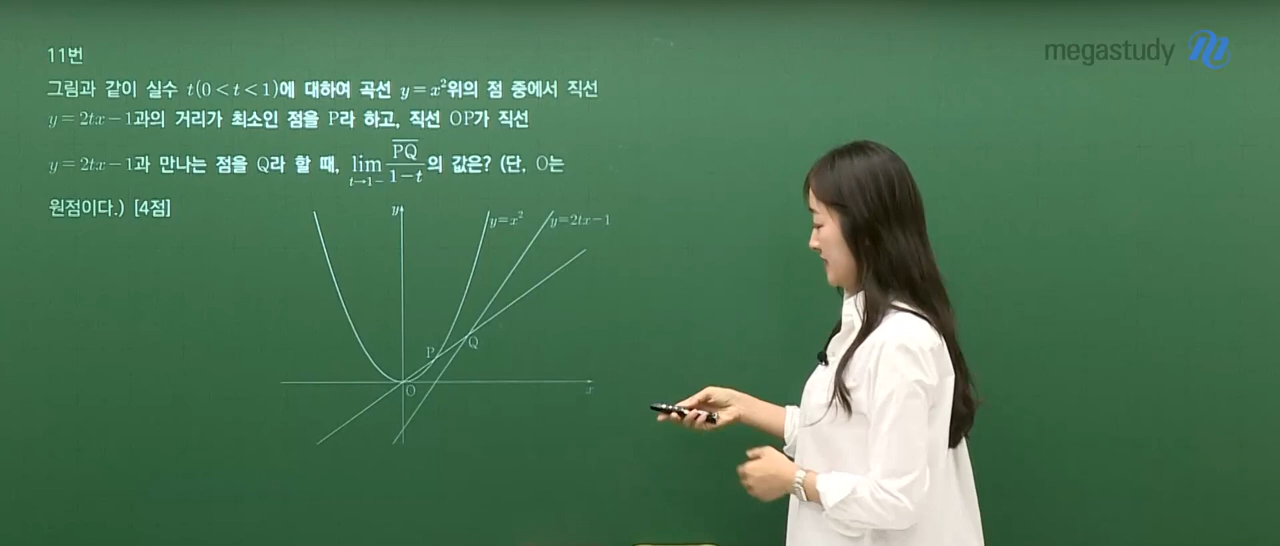 megastudy
11번
그림과 같이 실수 t(0<t<1)에 대하여 곡선 y=x²위의 점 중에서 직선
y=2tx-1과의 거리가 최소인 점을 P라 하고, 직선 OP가 직선
y=2tx-1과 만나는 점을 Q라 할 때, lim_{t→1-} \overline{PQ}/(1-t)의 값은? (단, O는
원점이다.) [4점]
y
y=x²
y=2tx-1
P
Q
O
x